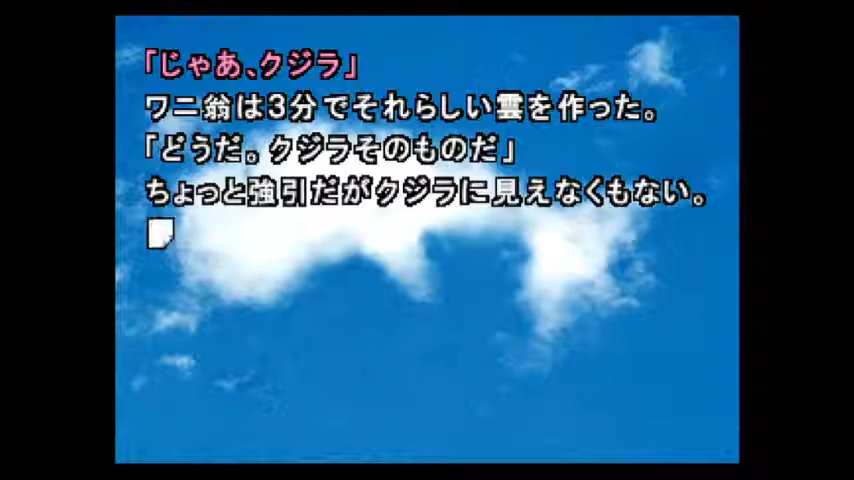 「じゃあ、クジラ」
ワニ翁は3分でそれらしい雲を作った。
「どうだ。クジラそのものだ」
ちょっと強引だがクジラに見えなくもない。